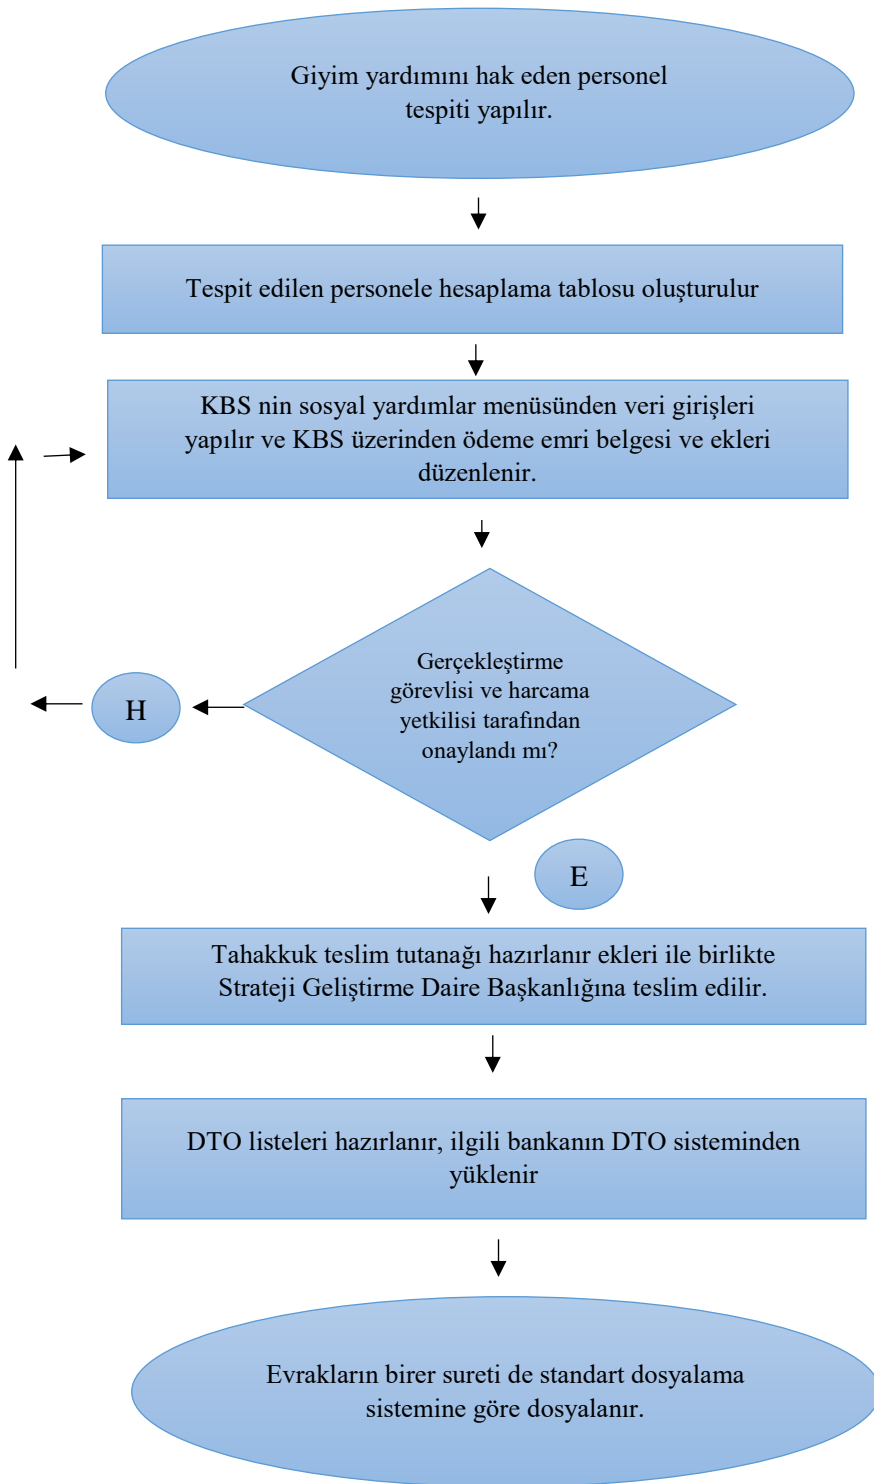 Giyim yardımını hak eden personel
tespiti yapılır.
Tespit edilen personele hesaplama tablosu oluşturulur
KBS nin sosyal yardımlar menüsünden veri girişleri
yapılır ve KBS üzerinden ödeme emri belgesi ve ekleri
düzenlenir.
Gerçekleştirme
görevlisi ve harcama
yetkilisi tarafından
onaylandı mı?
H
E
Tahakkuk teslim tutanağı hazırlanır ekleri ile birlikte
Strateji Geliştirme Daire Başkanlığına teslim edilir.
DTO listeleri hazırlanır, ilgili bankanın DTO sisteminden
yüklenir
Evrakların birer sureti de standart dosyalama
sistemine göre dosyalanır.